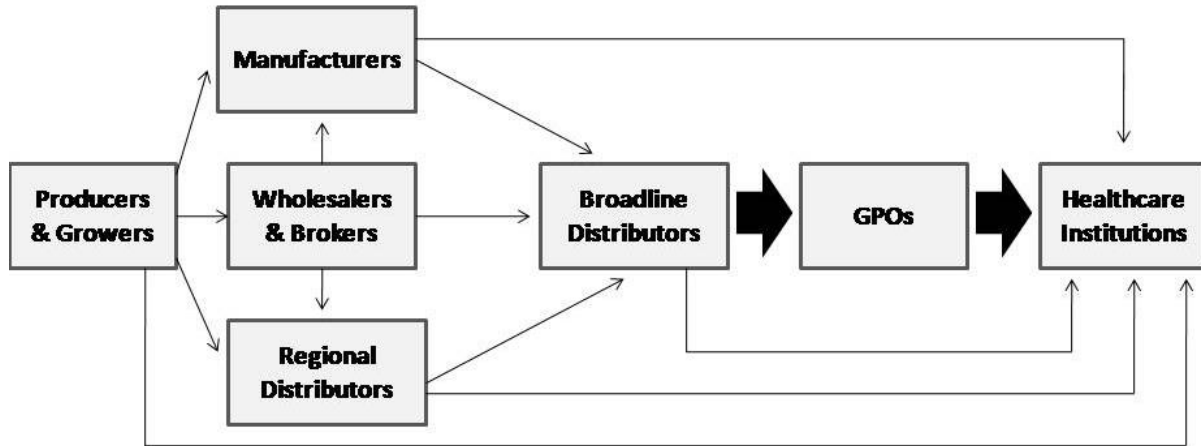 Manufacturers
Producers
& Growers
Wholesalers
& Brokers
Broadline
Distributors
GPOs
Healthcare
Institutions
Regional
Distributors